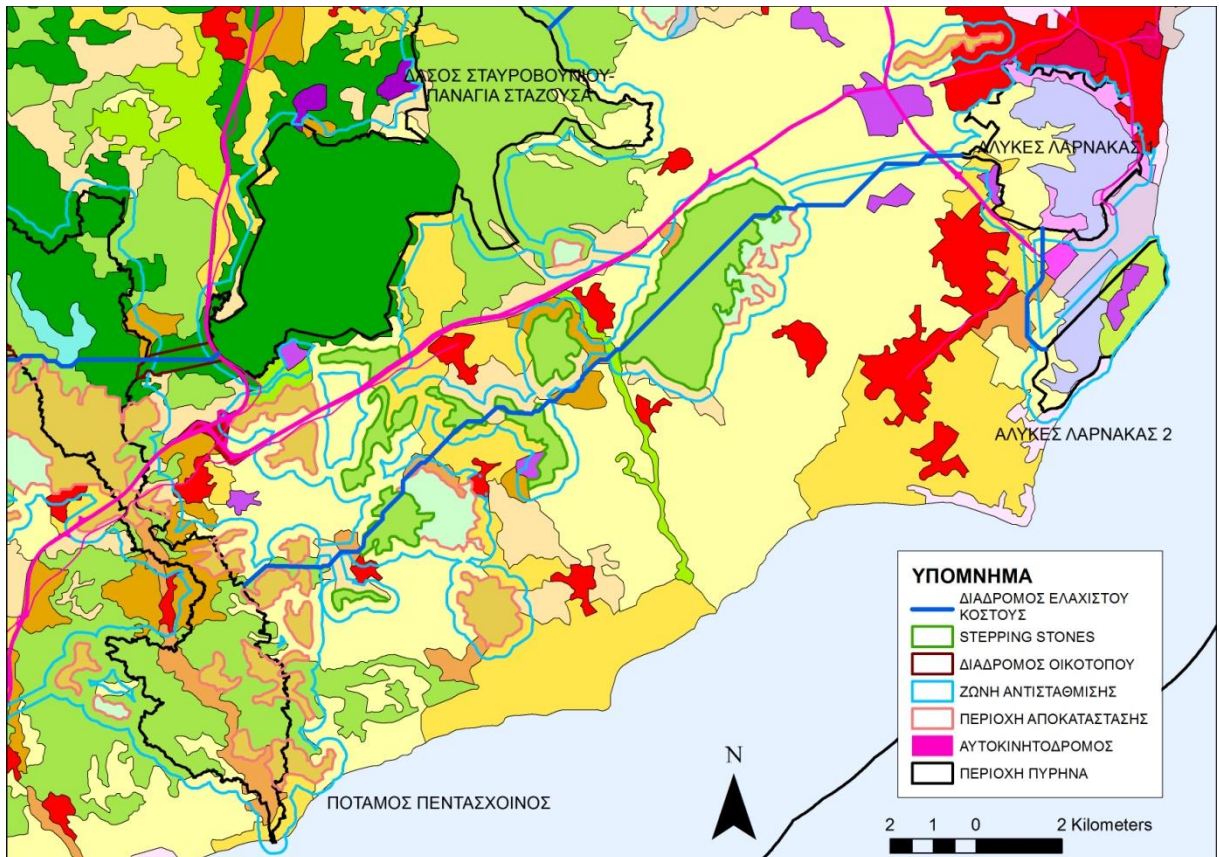 ΔΑΣΟΣ ΣΤΑΥΡΟΒΟΥΝΙΟΥ-
ΠΑΝΑΓΙΑ ΣΤΑΖΟΥΣΑ
ΑΛΥΚΕΣ ΛΑΡΝΑΚΑΣ 1
ΑΛΥΚΕΣ ΛΑΡΝΑΚΑΣ 2
ΠΟΤΑΜΟΣ ΠΕΝΤΑΣΧΟΙΝΟΣ
ΥΠΟΜΝΗΜΑ
ΔΙΑΔΡΟΜΟΣ ΕΛΑΧΙΣΤΟΥ
ΚΟΣΤΟΥΣ
STEPPING STONES
ΔΙΑΔΡΟΜΟΣ ΟΙΚΟΤΟΠΟΥ
ΖΩΝΗ ΑΝΤΙΣΤΑΘΜΙΣΗΣ
ΠΕΡΙΟΧΗ ΑΠΟΚΑΤΑΣΤΑΣΗΣ
ΑΥΤΟΚΙΝΗΤΟΔΡΟΜΟΣ
ΠΕΡΙΟΧΗ ΠΥΡΗΝΑ
N
2 1 0 2 Kilometers